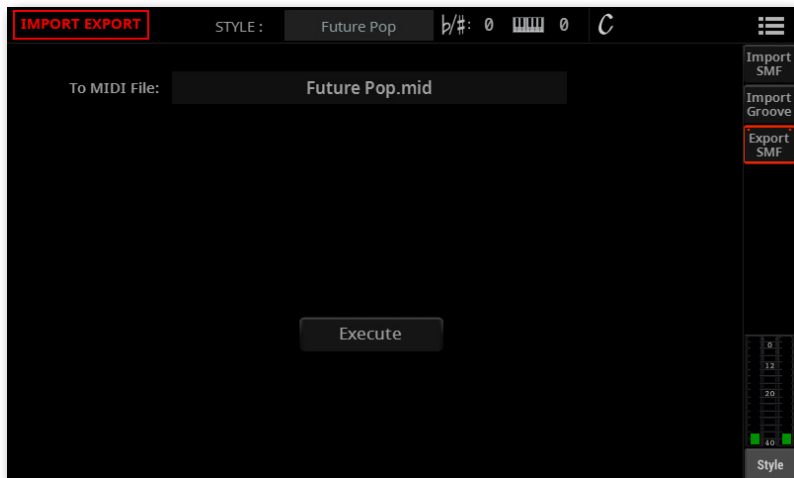 IMPORT EXPORT STYLE : Future Pop ♭/#: 0 0 C
Import
SMF
To MIDI File: Future Pop.mid
Import
Groove
Export
SMF
Execute
0
12
20
40
Style